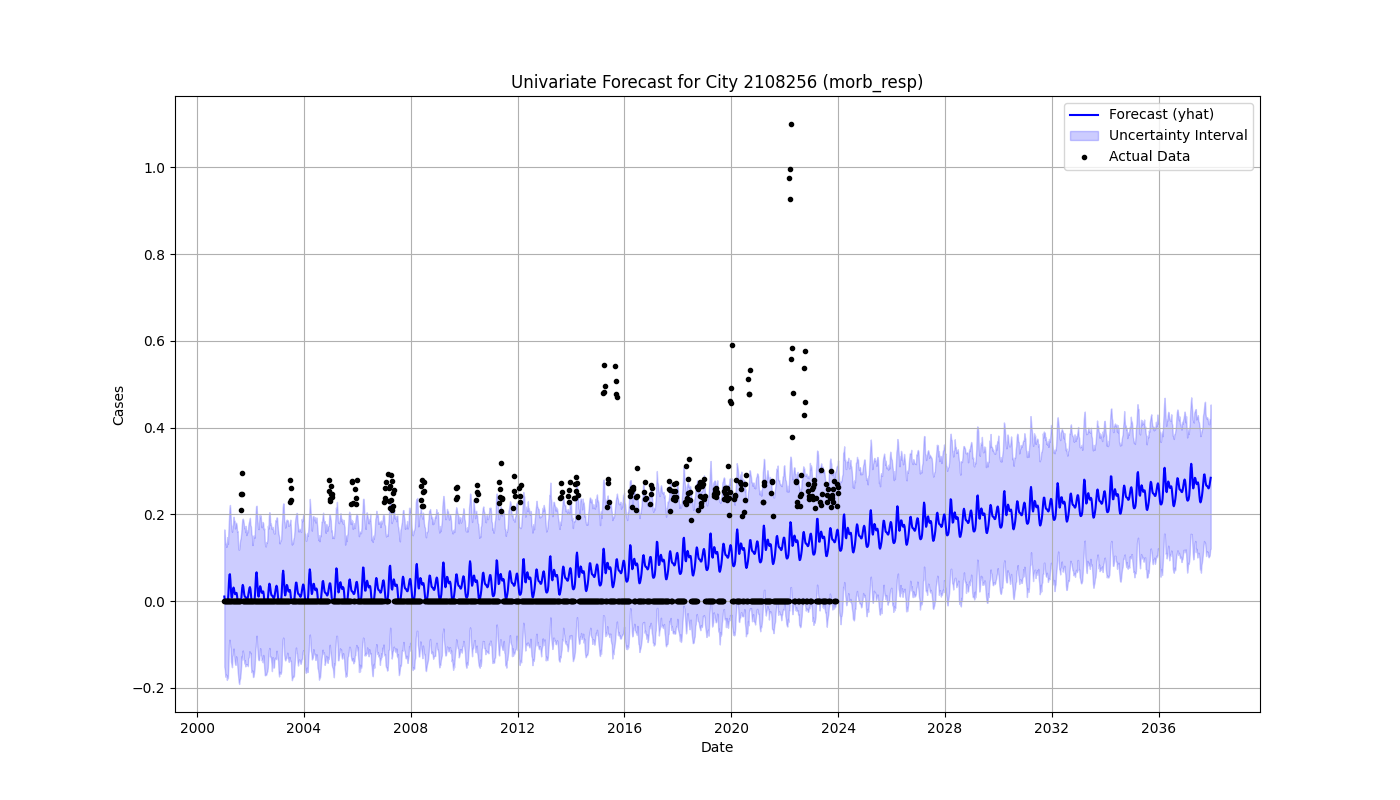 Univariate Forecast for City 2108256 (morb_resp)
Forecast (yhat)
Uncertainty Interval
Actual Data
Cases
1.0
0.8
0.6
0.4
0.2
0.0
−0.2
2000 2004 2008 2012 2016 2020 2024 2028 2032 2036
Date